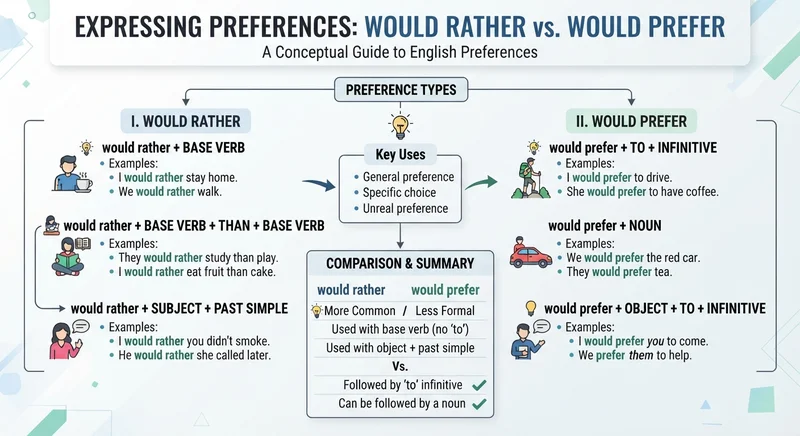 EXPRESSING PREFERENCES: WOULD RATHER vs. WOULD PREFER
A Conceptual Guide to English Preferences
PREFERENCE TYPES
I. WOULD RATHER
would rather + BASE VERB
• Examples:
• I would rather stay home.
• We would rather walk.
would rather + BASE VERB + THAN + BASE VERB
• Examples:
• They would rather study than play.
• I would rather eat fruit than cake.
would rather + SUBJECT + PAST SIMPLE
• Examples:
• I would rather you didn't smoke.
• He would rather she called later.
Key Uses
• General preference
• Specific choice
• Unreal preference
COMPARISON & SUMMARY
would rather would prefer
More Common / Less Formal
Used with base verb (no 'to')
Used with object + past simple
Vs.
Followed by 'to' infinitive ✓
Can be followed by a noun ✓
II. WOULD PREFER
would prefer + TO + INFINITIVE
• Examples:
• I would prefer to drive.
• She would prefer to have coffee.
would prefer + NOUN
• Examples:
• We would prefer the red car.
• They would prefer tea.
would prefer + OBJECT + TO + INFINITIVE
• Examples:
• I would prefer you to come.
• We prefer them to help.